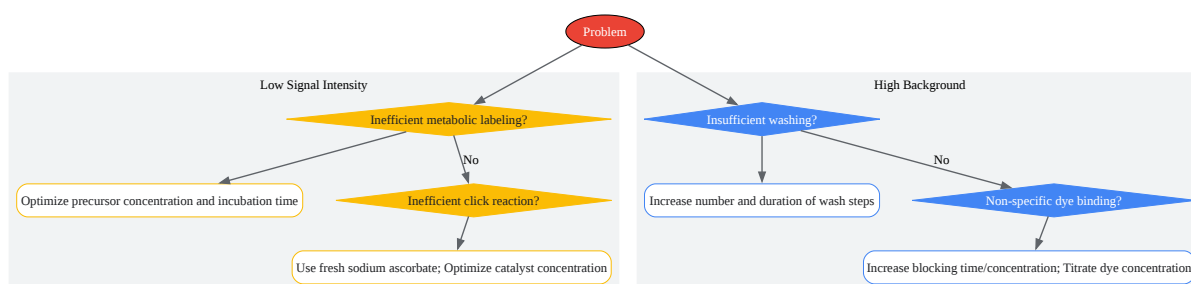 Problem
Low Signal Intensity
High Background
Inefficient metabolic labeling?
Insufficient washing?
No
No
Optimize precursor concentration and incubation time
Inefficient click reaction?
Increase number and duration of wash steps
Non-specific dye binding?
Use fresh sodium ascorbate; Optimize catalyst concentration
Increase blocking time/concentration; Titrate dye concentration